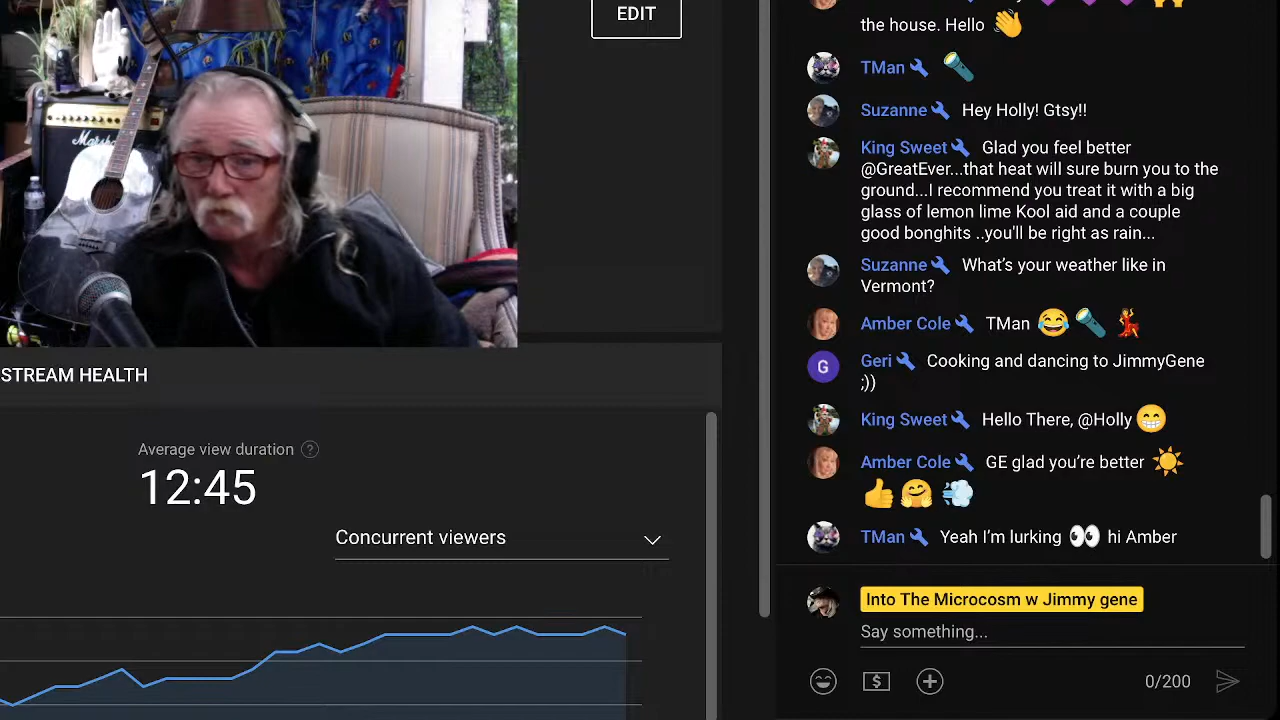 EDIT
Marshall
STREAM HEALTH
Average view duration ?
12:45
Concurrent viewers
the house. Hello 👋
TMan 🔦
Suzanne Hey Holly! Gtsy!!
King Sweet Glad you feel better
@GreatEver...that heat will sure burn you to the
ground...I recommend you treat it with a big
glass of lemon lime Kool aid and a couple
good bonghits ..you'll be right as rain...
Suzanne What's your weather like in
Vermont?
Amber Cole TMan 😂 🔦 💃
G
Geri Cooking and dancing to JimmyGene
;))
King Sweet Hello There, @Holly 😁
Amber Cole GE glad you're better ☀️
👍 🤗 💨
TMan Yeah I'm lurking 👀 hi Amber
Into The Microcosm w Jimmy gene
Say something...
$
0/200